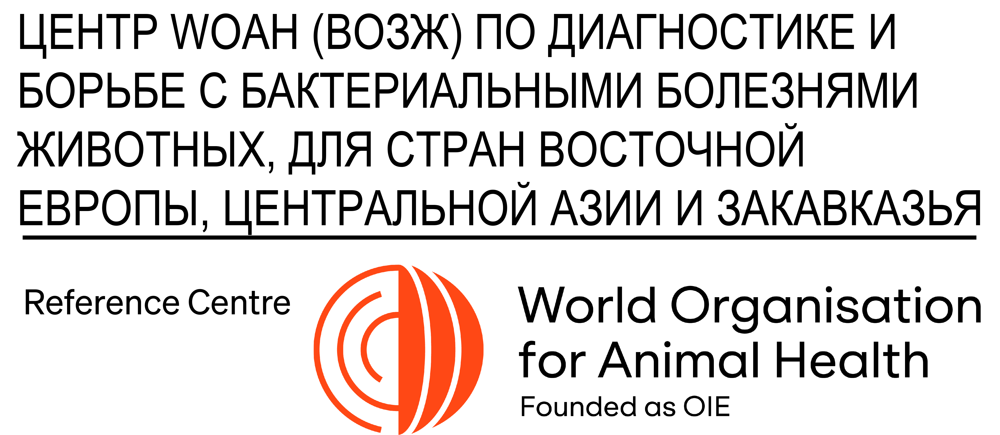 ЦЕНТР WOAH (ВОЗЖ) ПО ДИАГНОСТИКЕ И
БОРЬБЕ С БАКТЕРИАЛЬНЫМИ БОЛЕЗНЯМИ
ЖИВОТНЫХ, ДЛЯ СТРАН ВОСТОЧНОЙ
ЕВРОПЫ, ЦЕНТРАЛЬНОЙ АЗИИ И ЗАКАВКАЗЬЯ
Reference Centre
World Organisation
for Animal Health
Founded as OIE